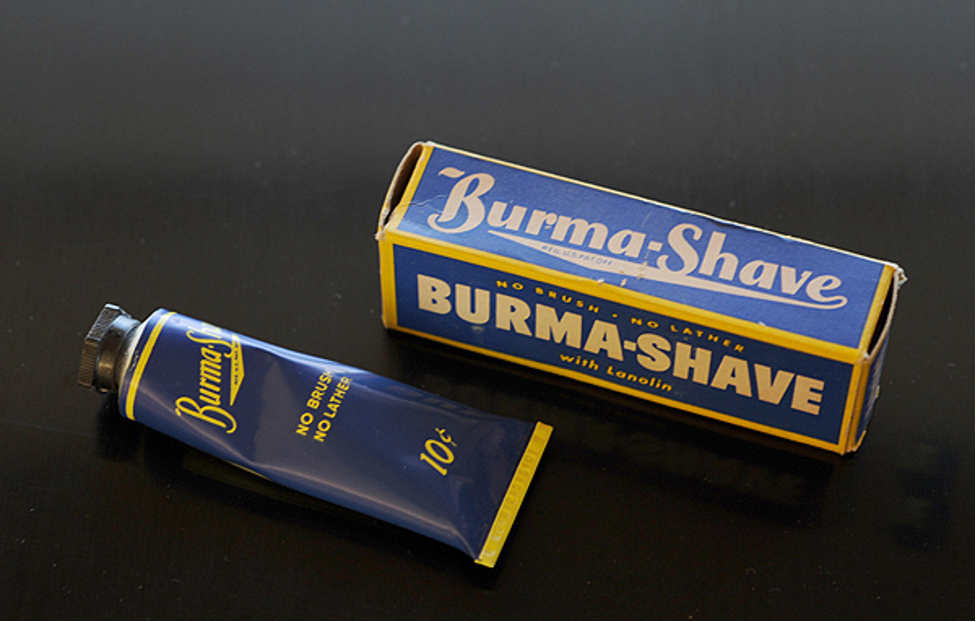 Burma-Shave
REG. U.S. PAT. OFF.
NO BRUSH - NO LATHER
BURMA-SHAVE
with Lanolin
Burma-Sha
NO BRUSH
NO LATHER
10¢